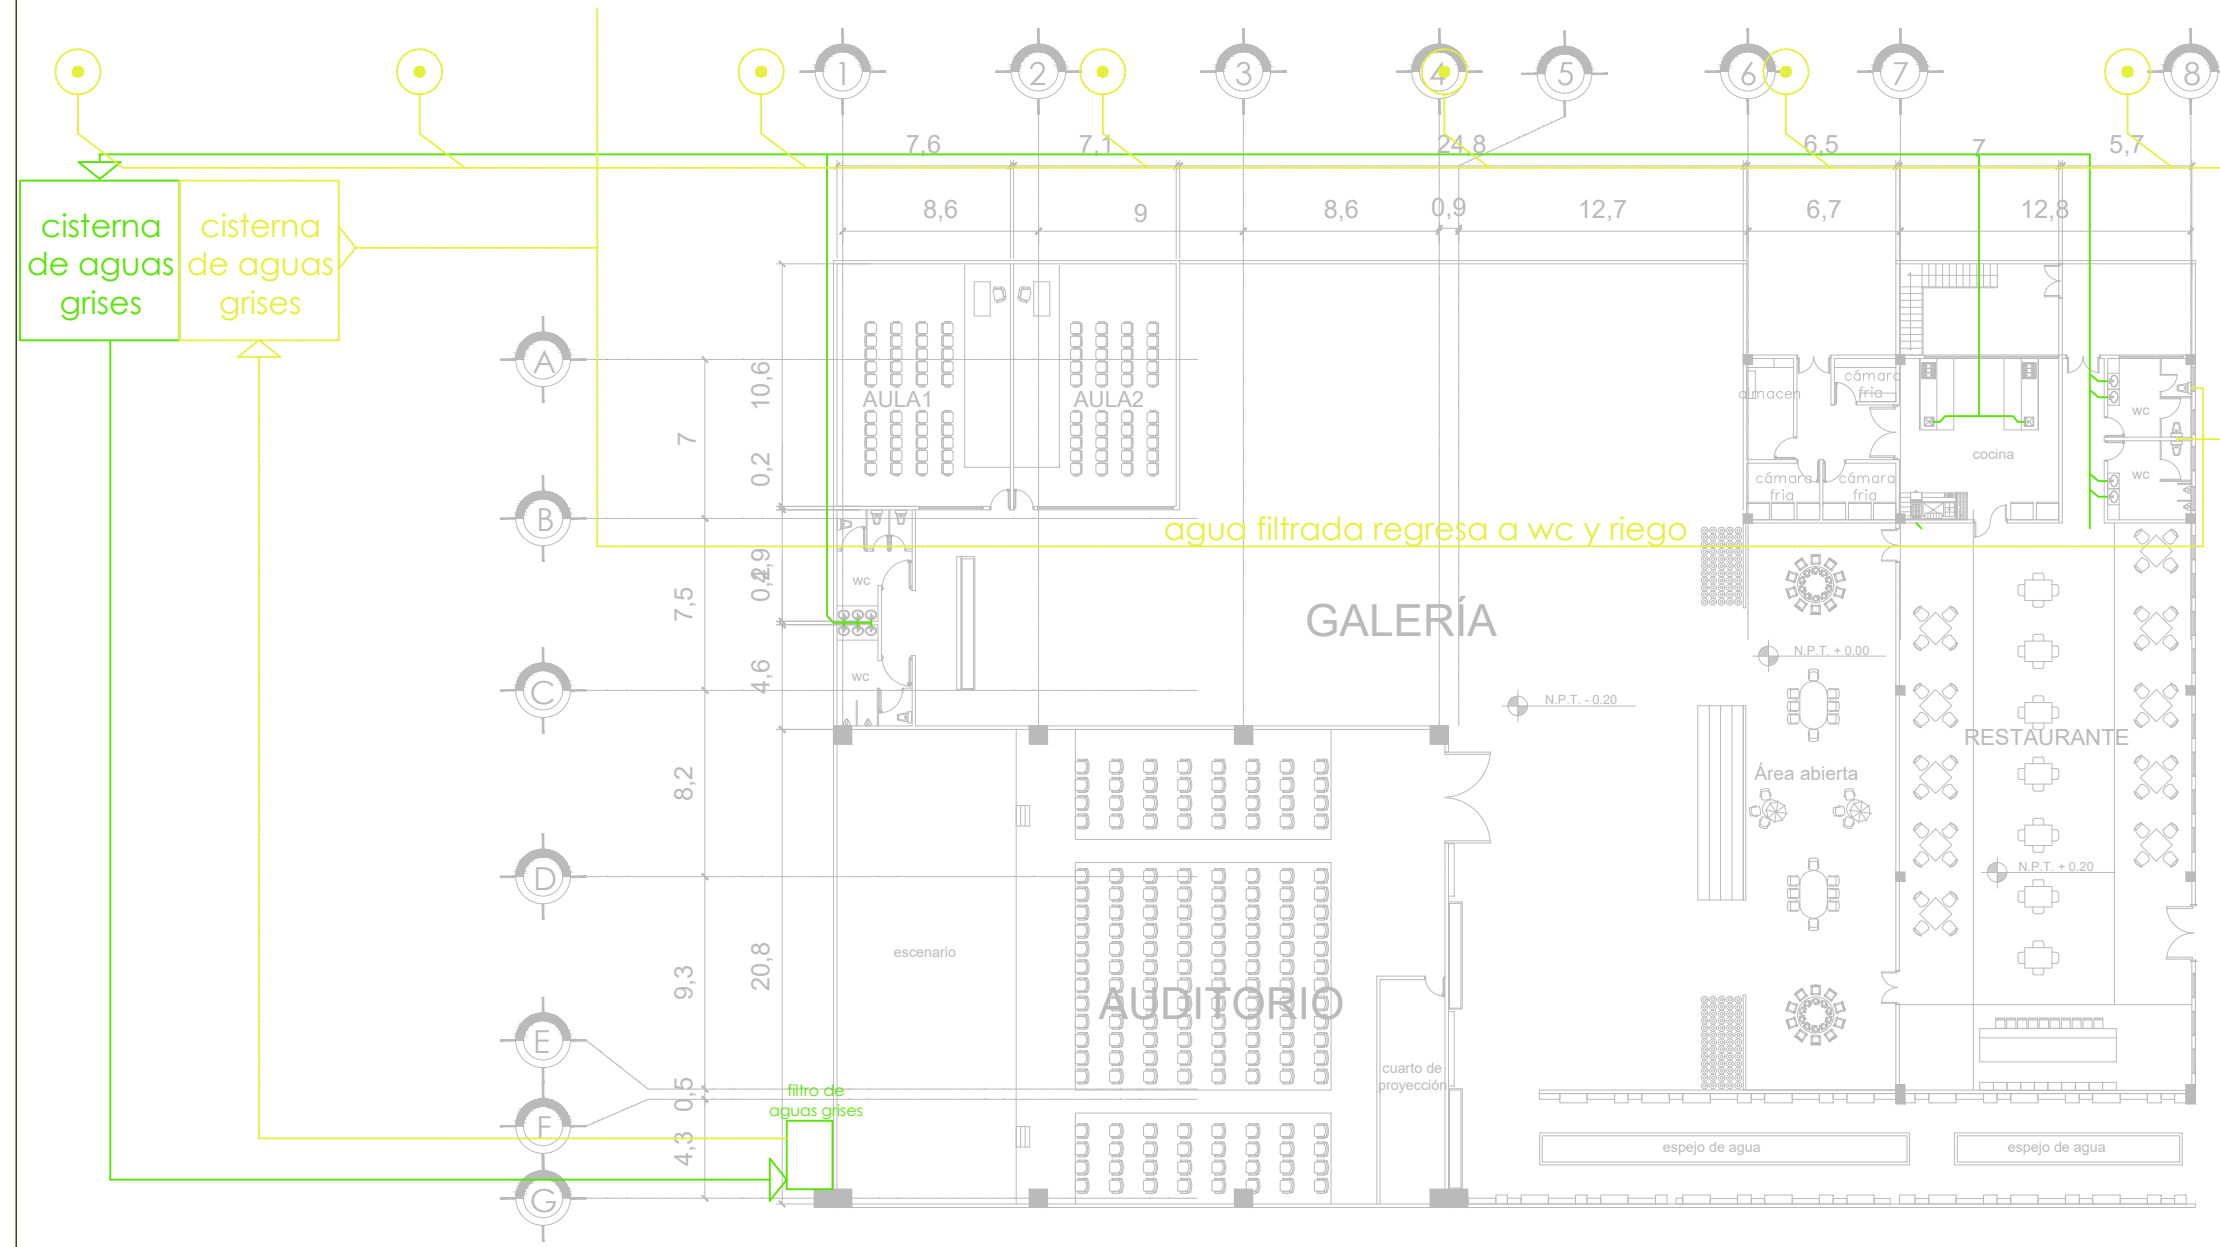 1 2 3 4 5 6 7 8
7,6 7,1 24,8 6,5 7 5,7
8,6 9 8,6 0,9 12,7 6,7 12,8
cisterna
de aguas
grises
cisterna
de aguas
grises
A
B
C
D
E
F
G
7
7,5
8,2
9,3
0,5
4,3
10,6
0,2
4,6
20,8
AULA1
AULA2
almacen
cámara
fria
cámara
fria
cámara
fria
cocina
wc
wc
agua filtrada regresa a wc y riego
wc
wc
GALERÍA
N.P.T. + 0.00
N.P.T. - 0.20
RESTAURANTE
Área abierta
N.P.T. + 0.20
escenario
AUDITORIO
cuarto de
proyección
filtro de
aguas grises
espejo de agua
espejo de agua